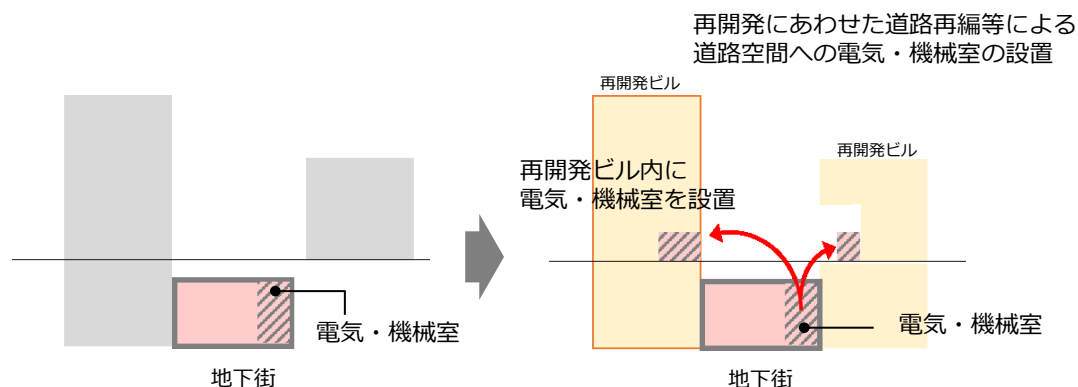 再開発にあわせた道路再編等による
道路空間への電気・機械室の設置
再開発ビル
再開発ビル
再開発ビル内に
電気・機械室を設置
電気・機械室
電気・機械室
地下街
地下街